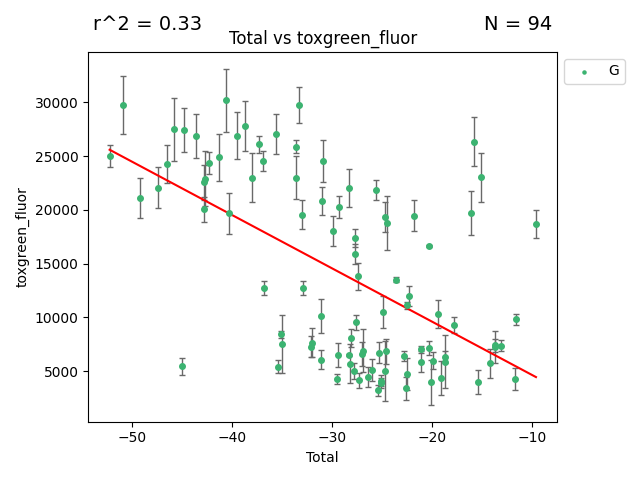 r^2 = 0.33
N = 94
Total vs toxgreen_fluor
G
30000
25000
20000
15000
10000
5000
toxgreen_fluor
−50
−40
−30
−20
−10
Total